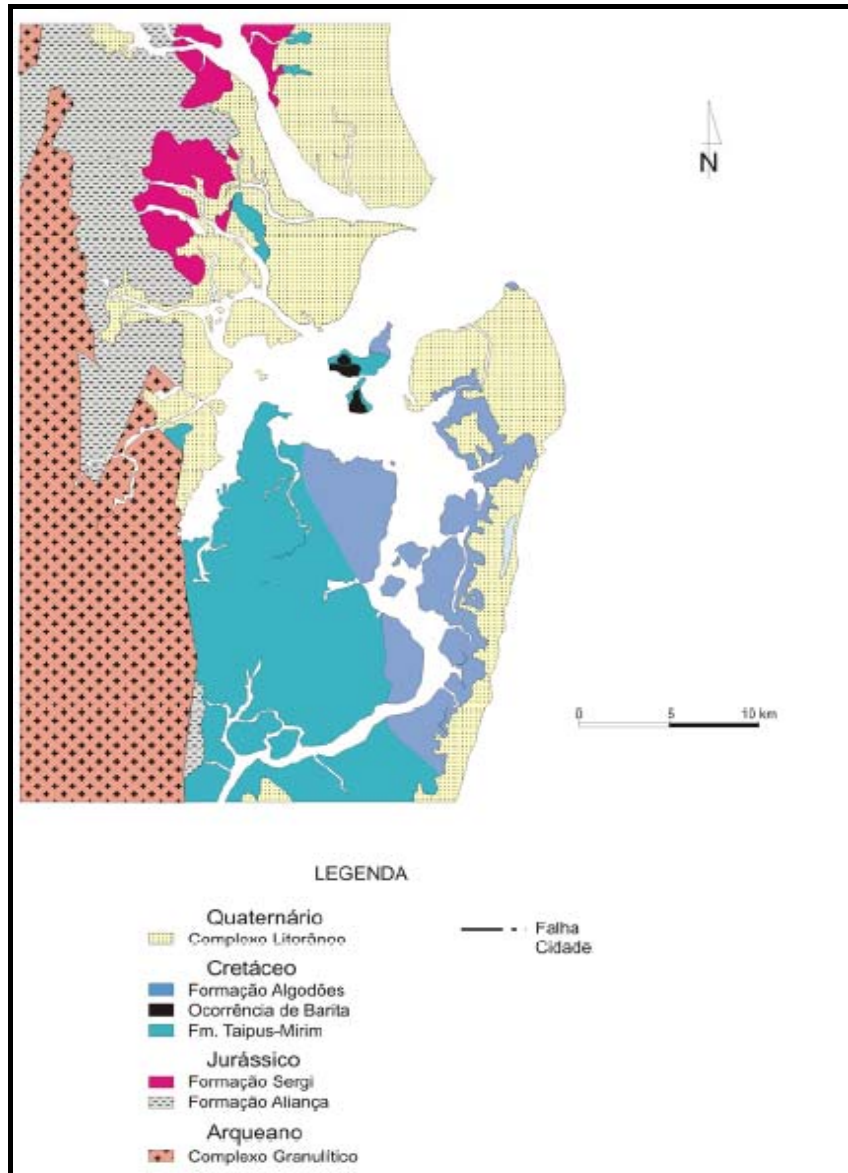 N
0 5 10 km
LEGENDA
Quaternário
Complexo Litorâneo
Cretáceo
Formação Algodões
Ocorrência de Barita
Fm. Taipus-Mirim
Jurássico
Formação Sergi
Formação Aliança
Arqueano
Complexo Granulítico
Falha
Cidade